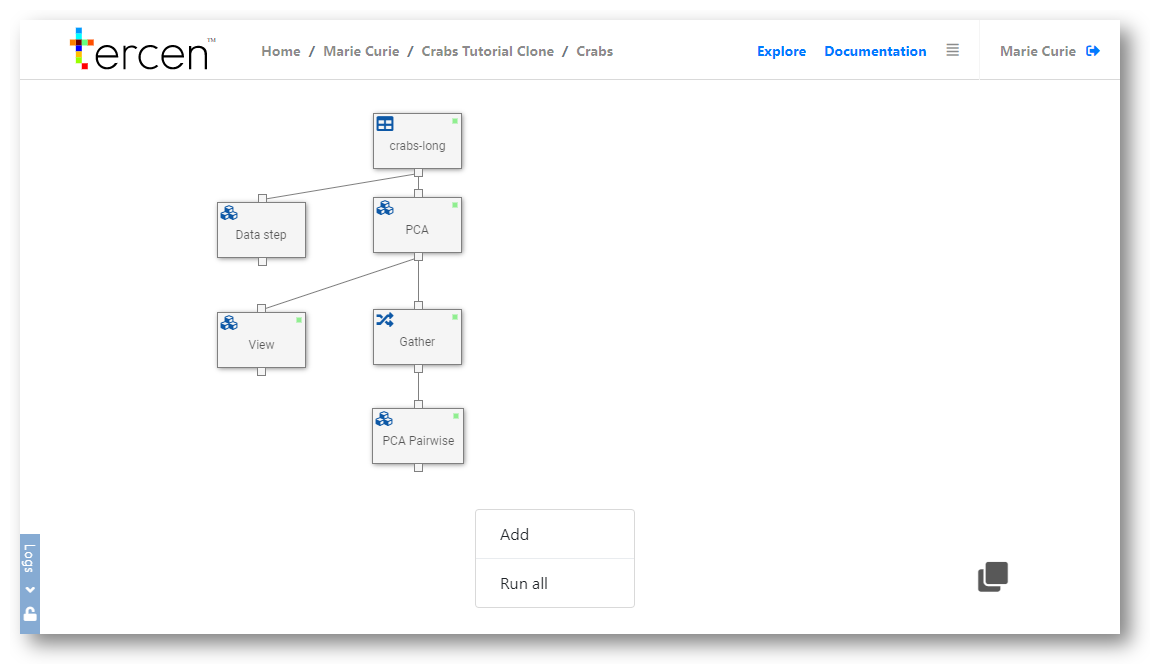 tercen™ Home / Marie Curie / Crabs Tutorial Clone / Crabs Explore Documentation Marie Curie
crabs-long
Data step
PCA
View
Gather
PCA Pairwise
Add
Run all
Logs